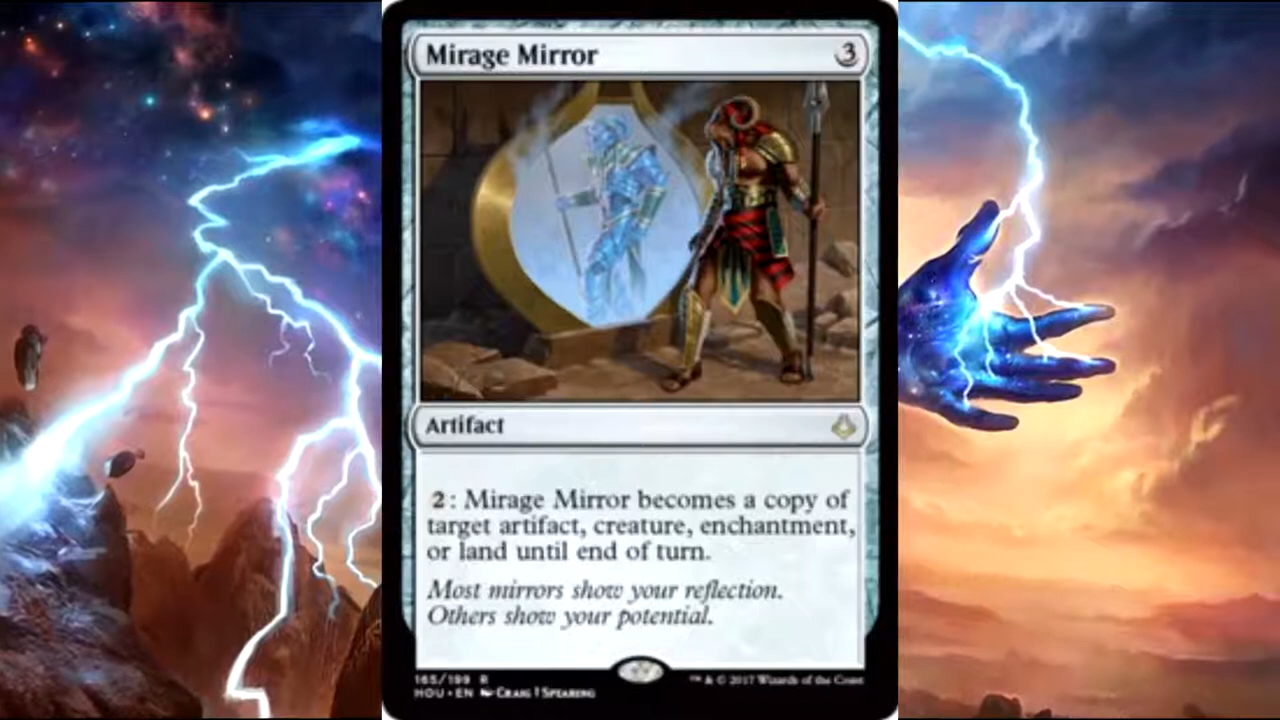 Mirage Mirror 3
Artifact
2: Mirage Mirror becomes a copy of
target artifact, creature, enchantment,
or land until end of turn.
Most mirrors show your reflection.
Others show your potential.
165/199 R
HOU • EN Craig J Spearing
™ & © 2017 Wizards of the Coast